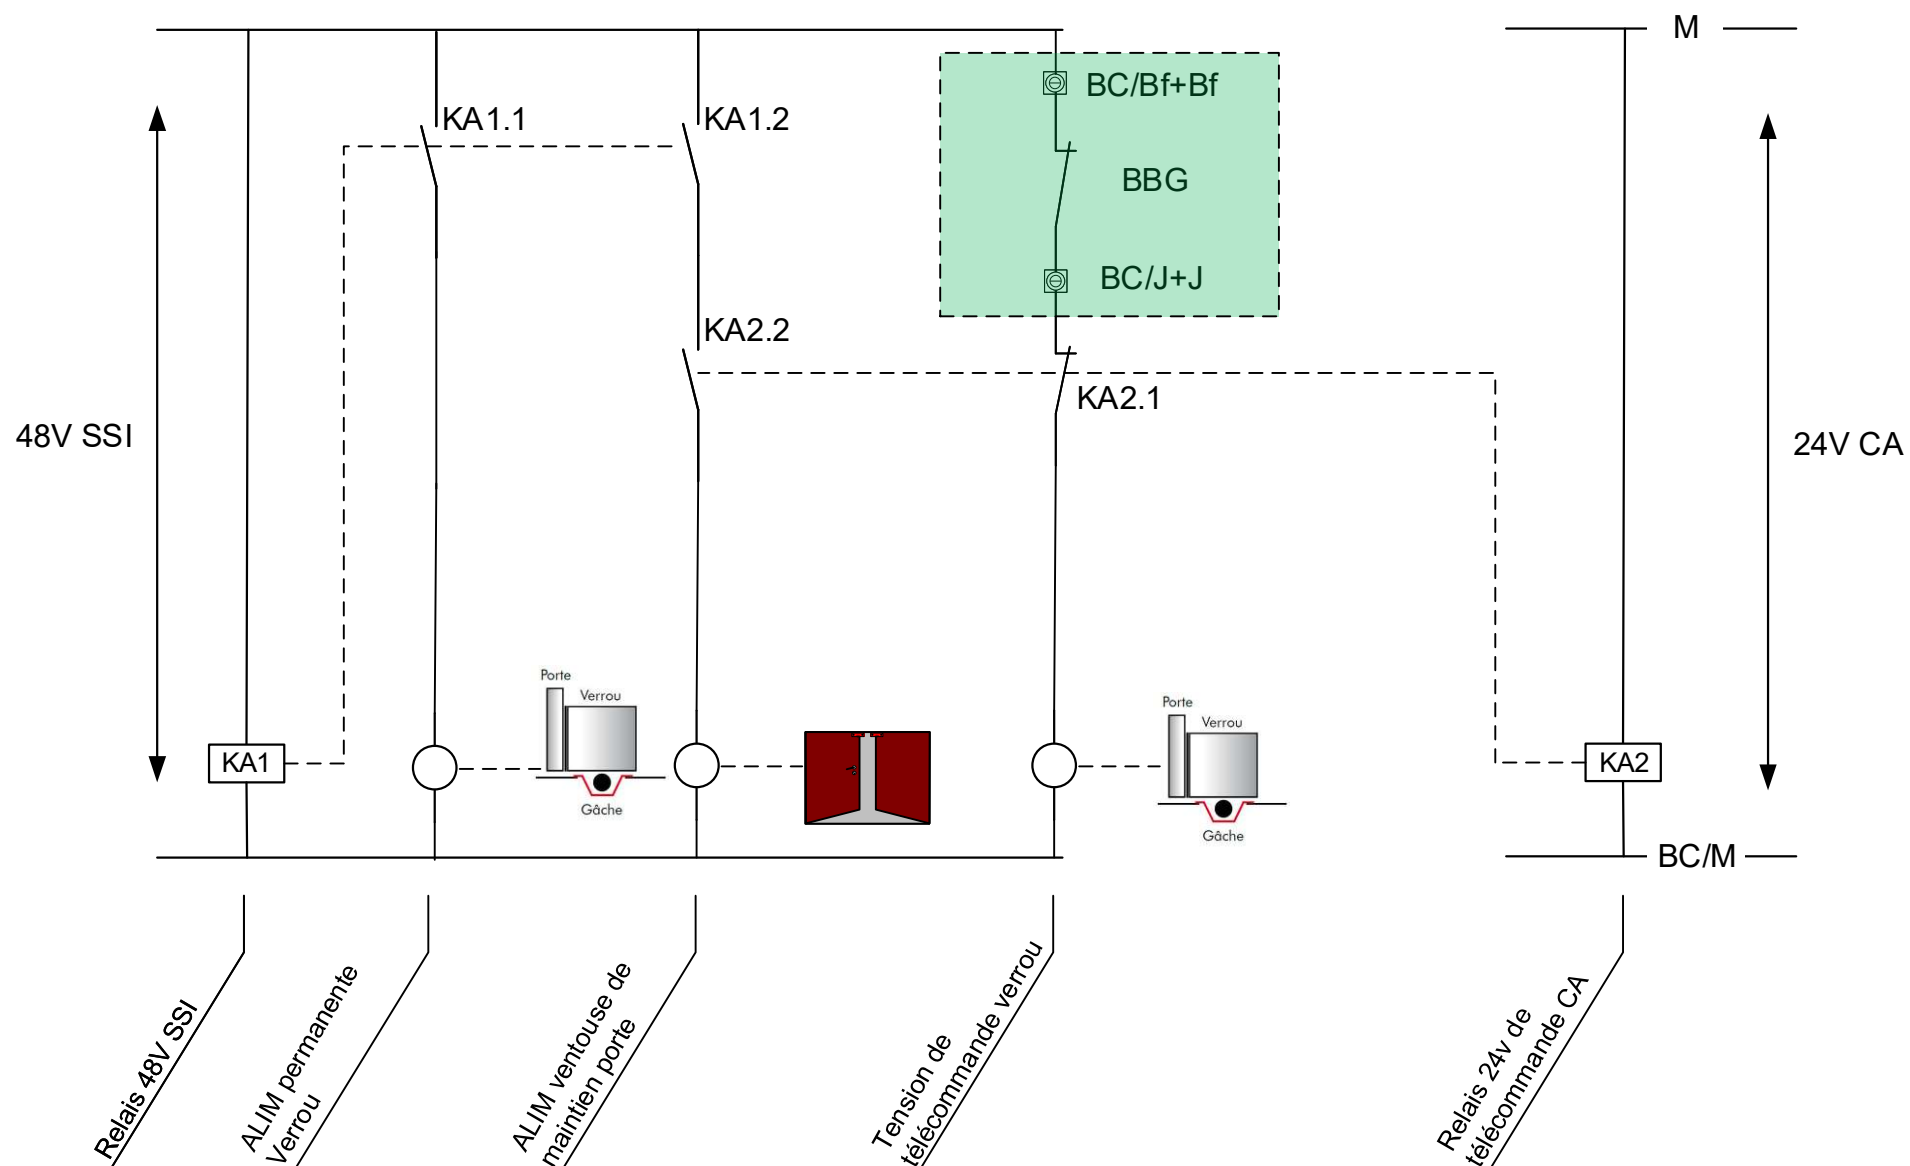 M
BC/Bf+Bf
KA1.1
KA1.2
BBG
BC/J+J
KA2.2
KA2.1
48V SSI
24V CA
Porte
Verrou
Gâche
Porte
Verrou
Gâche
KA1
KA2
BC/M
Relais 48V SSI
ALIM permanente
Verrou
ALIM ventouse de
maintien porte
Tension de
télécommande verrou
Relais 24v de
télécommande CA